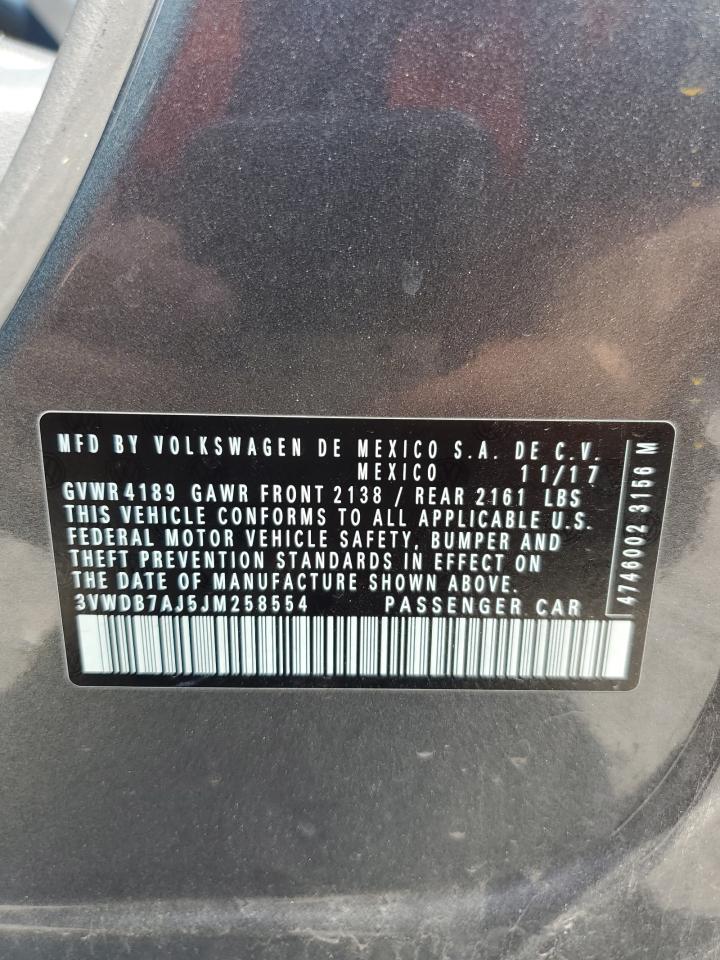 MFD BY VOLKSWAGEN DE MEXICO S.A. DE C.V.
MEXICO 11/17
GVWR 4189 GAWR FRONT 2138 / REAR 2161 LBS
THIS VEHICLE CONFORMS TO ALL APPLICABLE U.S.
FEDERAL MOTOR VEHICLE SAFETY, BUMPER AND
THEFT PREVENTION STANDARDS IN EFFECT ON
THE DATE OF MANUFACTURE SHOWN ABOVE.
3VWDB7AJ5JM258554 PASSENGER CAR
4746002 3156 M